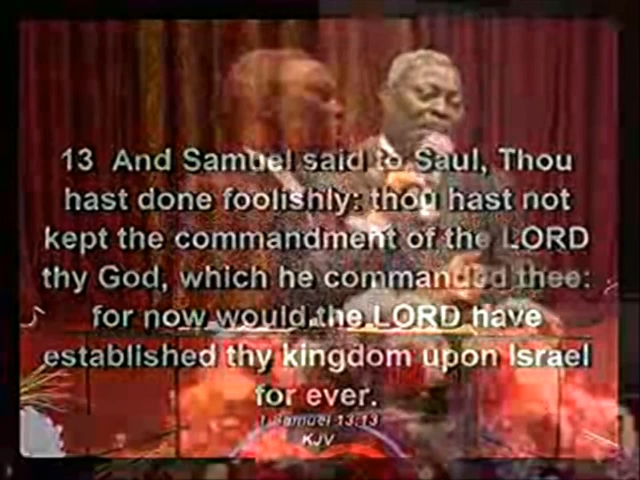 13 And Samuel said to Saul, Thou
hast done foolishly: thou hast not
kept the commandment of the LORD
thy God, which he commanded thee:
for now would the LORD have
established thy kingdom upon Israel
for ever.
1 Samuel 13:13
KJV